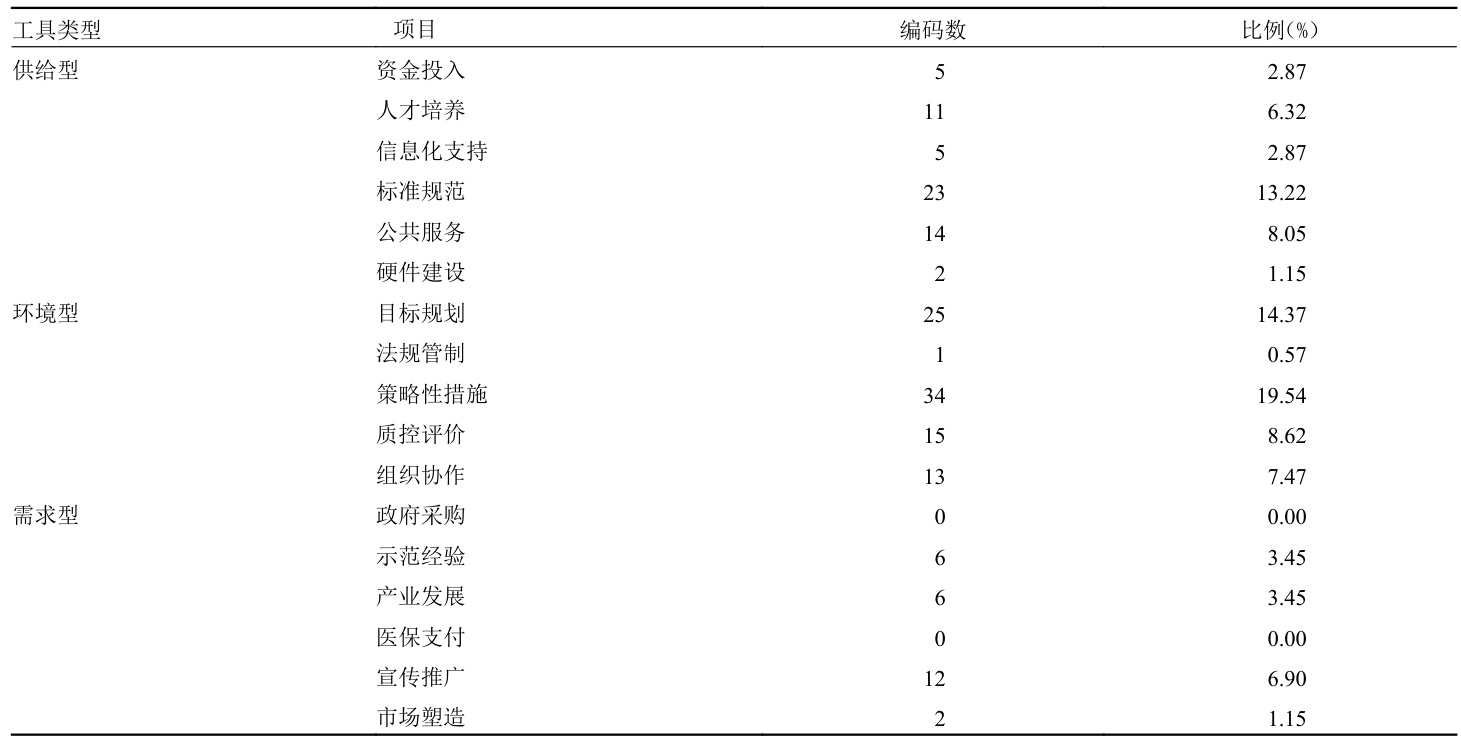 工具类型 项目 编码数 比例(%)
供给型 资金投入 5 2.87
人才培养 11 6.32
信息化支持 5 2.87
标准规范 23 13.22
公共服务 14 8.05
硬件建设 2 1.15
环境型 目标规划 25 14.37
法规管制 1 0.57
策略性措施 34 19.54
质控评价 15 8.62
组织协作 13 7.47
需求型 政府采购 0 0.00
示范经验 6 3.45
产业发展 6 3.45
医保支付 0 0.00
宣传推广 12 6.90
市场塑造 2 1.15